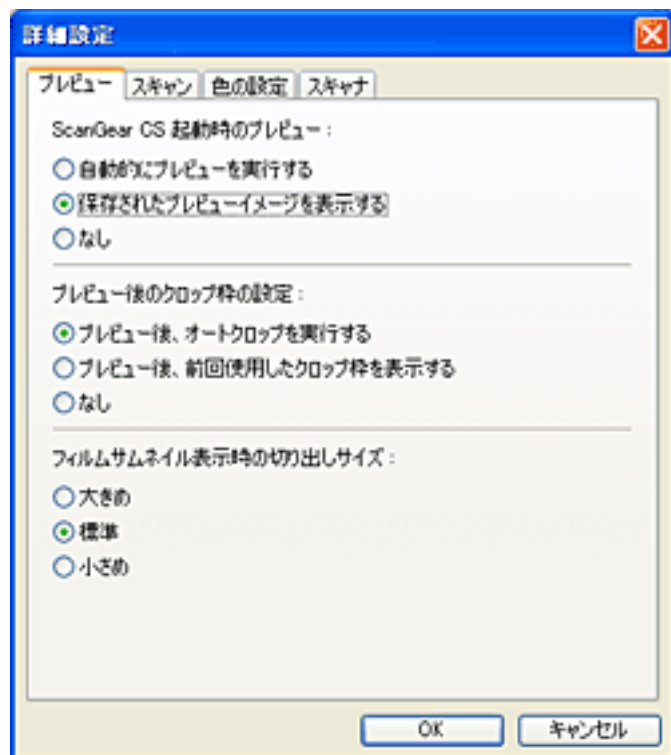 詳細設定
プレビュー スキャン 色の設定 スキャナ
ScanGear CS 起動時のプレビュー：
自動的にプレビューを実行する
保存されたプレビューイメージを表示する
なし
プレビュー後のクロップ枠の設定：
プレビュー後、オートクロップを実行する
プレビュー後、前回使用したクロップ枠を表示する
なし
フィルムサムネイル表示時の切り出しサイズ：
大きめ
標準
小さめ
OK キャンセル